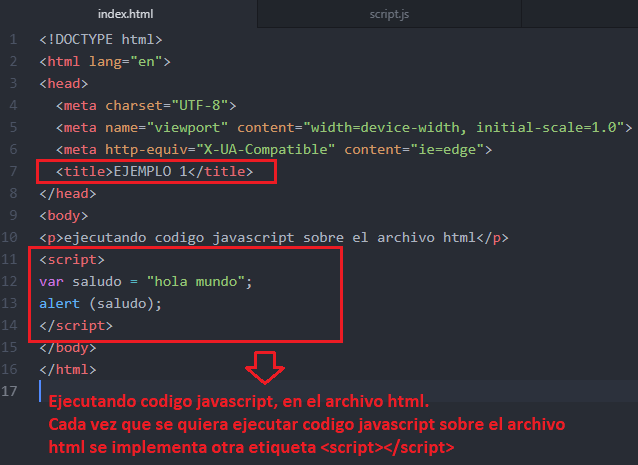 index.html
script.js
1 <!DOCTYPE html>
2 <html lang="en">
3 <head>
4 <meta charset="UTF-8">
5 <meta name="viewport" content="width=device-width, initial-scale=1.0">
6 <meta http-equiv="X-UA-Compatible" content="ie=edge">
7 <title>EJEMPLO 1</title>
8 </head>
9 <body>
10 <p>ejecutando codigo javascript sobre el archivo html</p>
11 <script>
12 var saludo = "hola mundo";
13 alert (saludo);
14 </script>
15 </body>
16 </html>
17
Ejecutando codigo javascript, en el archivo html.
Cada vez que se quiera ejecutar codigo javascript sobre el archivo
html se implementa otra etiqueta <script></script>